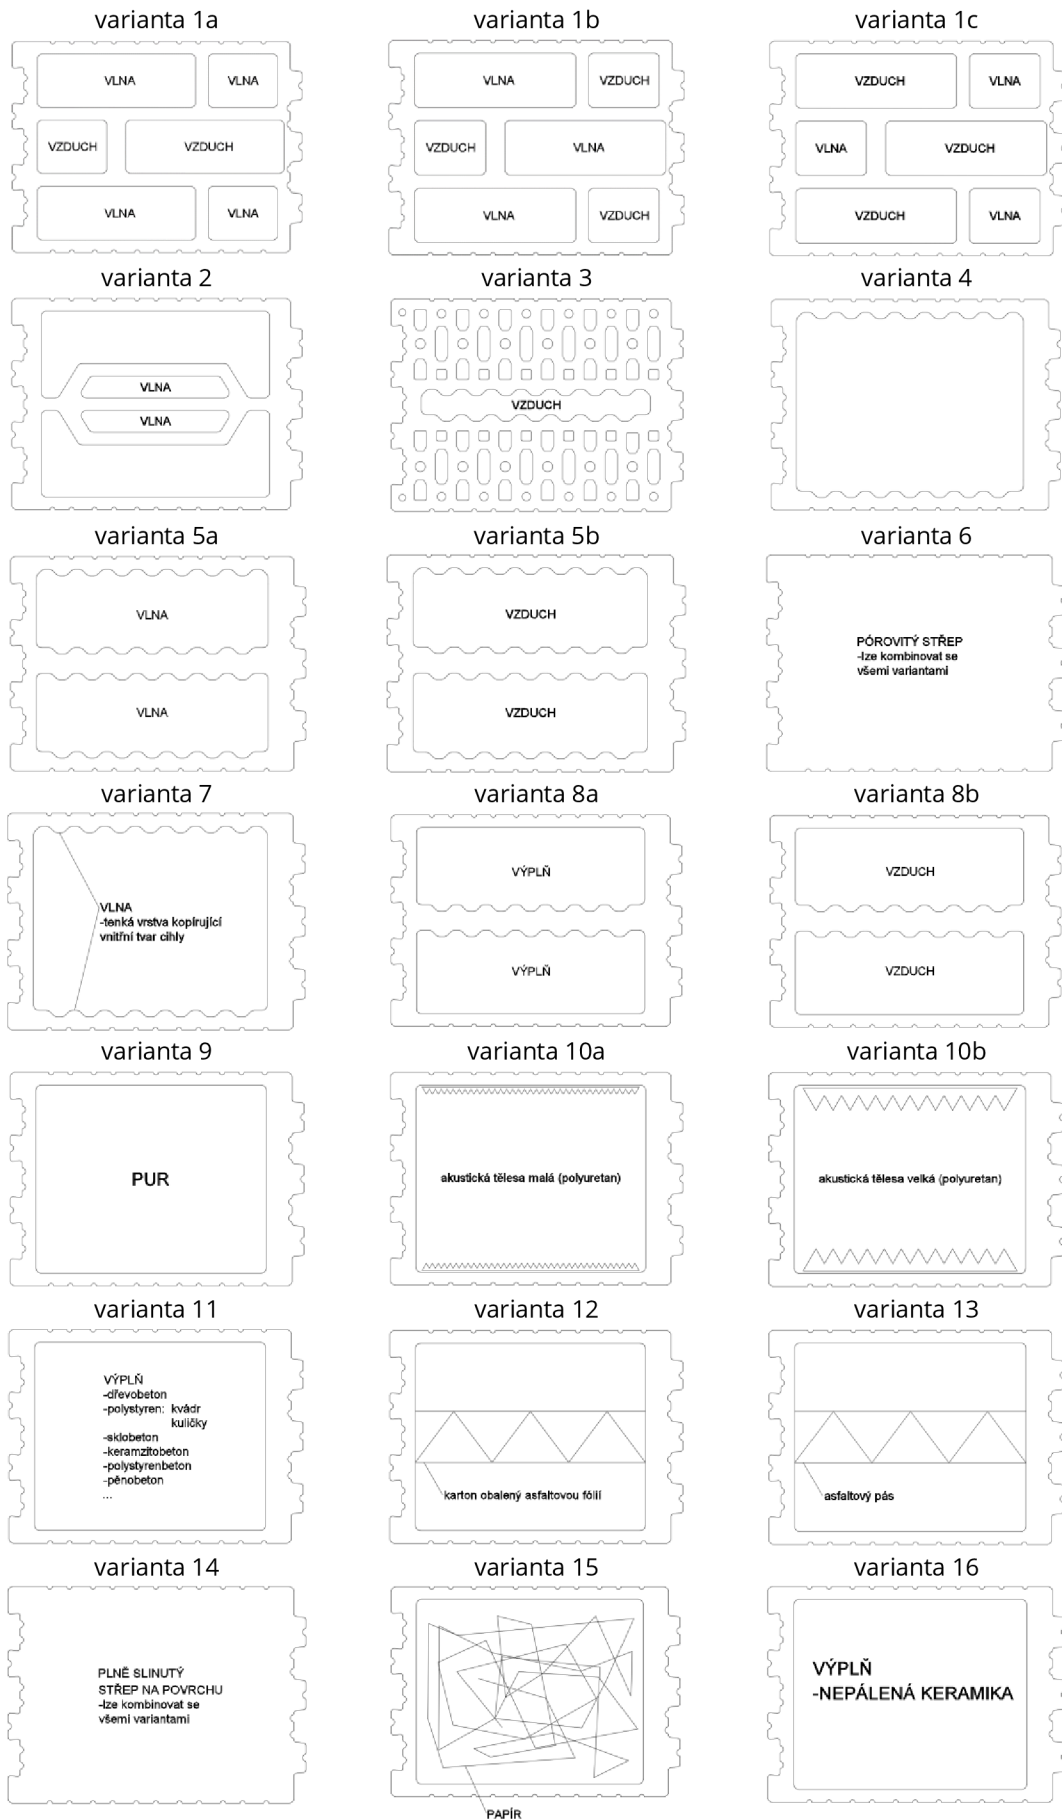 varianta 1a
varianta 1b
varianta 1c
VLNA
VLNA
VZDUCH
VZDUCH
VLNA
VLNA
VLNA
VZDUCH
VZDUCH
VLNA
VLNA
VZDUCH
VZDUCH
VLNA
VLNA
VZDUCH
VZDUCH
VLNA
varianta 2
varianta 3
varianta 4
VLNA
VLNA
VZDUCH
varianta 5a
varianta 5b
varianta 6
VLNA
VLNA
VZDUCH
VZDUCH
PÓROVITÝ STŘEP
-lze kombinovat se
všemi variantami
varianta 7
varianta 8a
varianta 8b
VLNA
-tenká vrstva kopírující
vnitřní tvar cihly
VÝPLŇ
VÝPLŇ
VZDUCH
VZDUCH
varianta 9
varianta 10a
varianta 10b
PUR
akustická tělesa malá (polyuretan)
akustická tělesa velká (polyuretan)
varianta 11
varianta 12
varianta 13
VÝPLŇ
-dřevobeton
-polystyren: kvádr
kuličky
-sklobeton
-keramzitobeton
-polystyrenbeton
-pěnobeton
...
karton obalený asfaltovou fólií
asfaltový pás
varianta 14
varianta 15
varianta 16
PLNĚ SLINUTÝ
STŘEP NA POVRCHU
-lze kombinovat se
všemi variantami
PAPÍR
VÝPLŇ
-NEPÁLENÁ KERAMIKA